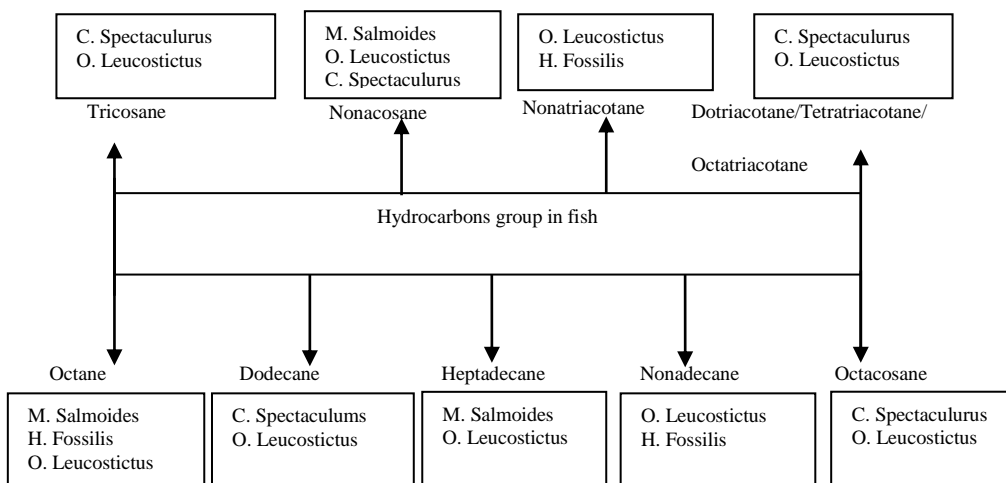 C. Spectaculurus
O. Leucostictus
Tricosane
M. Salmoides
O. Leucostictus
C. Spectaculurus
Nonacosane
O. Leucostictus
H. Fossilis
Nonatriacotane
C. Spectaculurus
O. Leucostictus
Dotriacotane/Tetratriacotane/
Octatriacotane
Hydrocarbons group in fish
Octane
M. Salmoides
H. Fossilis
O. Leucostictus
Dodecane
C. Spectaculums
O. Leucostictus
Heptadecane
M. Salmoides
O. Leucostictus
Nonadecane
O. Leucostictus
H. Fossilis
Octacosane
C. Spectaculurus
O. Leucostictus